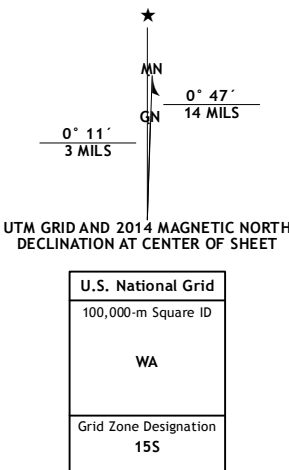 ★
MN
GN
0° 47´
14 MILS
0° 11´
3 MILS
UTM GRID AND 2014 MAGNETIC NORTH
DECLINATION AT CENTER OF SHEET
U.S. National Grid
100,000-m Square ID
WA
Grid Zone Designation
15S